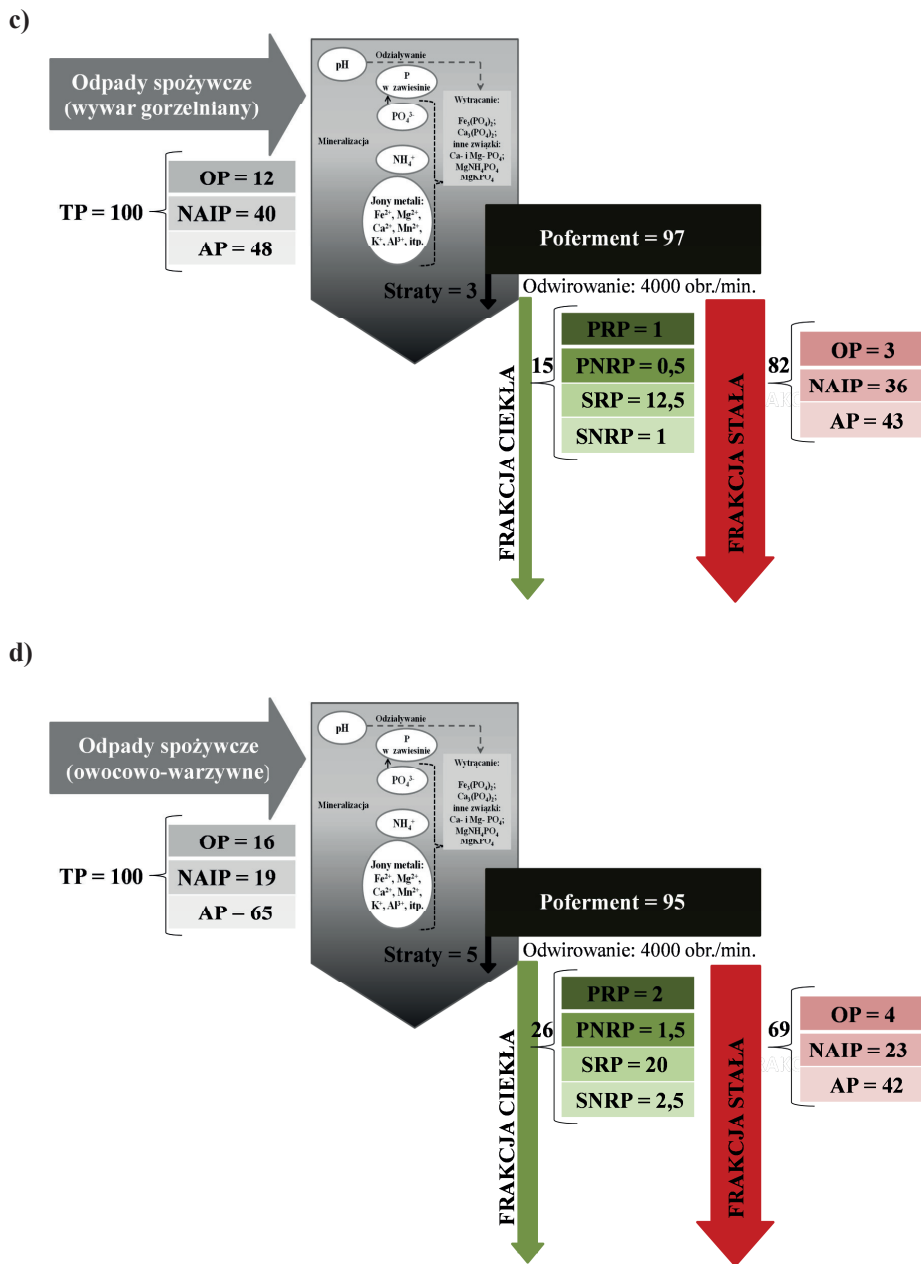 c)
Odpady spożywcze
(wywar gorzelniany)
TP = 100
OP = 12
NAIP = 40
AP = 48
pH
Odziaływanie
P
w zawiesinie
PO₄³⁻
Mineralizacja
NH₄⁺
Jony metali:
Fe²⁺, Mg²⁺,
Ca²⁺, Mn²⁺,
K⁺, Al³⁺, itp.
Wytrącanie:
Fe₃(PO₄)₂;
Ca₃(PO₄)₂;
inne związki:
Ca- i Mg- PO₄;
MgNH₄PO₄
MgKPO₄
Straty = 3
Poferment = 97
Odwirowanie: 4000 obr./min.
FRAKCJA CIEKŁA
15
PRP = 1
PNRP = 0,5
SRP = 12,5
SNRP = 1
FRAKCJA STAŁA
82
OP = 3
NAIP = 36
AP = 43
d)
Odpady spożywcze
(owocowo-warzywne)
TP = 100
OP = 16
NAIP = 19
AP – 65
pH
Odziaływanie
P
w zawiesinie
PO₄³⁻
Mineralizacja
NH₄⁺
Jony metali:
Fe²⁺, Mg²⁺,
Ca²⁺, Mn²⁺,
K⁺, Al³⁺, itp.
Wytrącanie:
Fe₃(PO₄)₂;
Ca₃(PO₄)₂;
inne związki:
Ca- i Mg- PO₄;
MgNH₄PO₄
MgKPO₄
Straty = 5
Poferment = 95
Odwirowanie: 4000 obr./min.
FRAKCJA CIEKŁA
26
PRP = 2
PNRP = 1,5
SRP = 20
SNRP = 2,5
FRAKCJA STAŁA
69
OP = 4
NAIP = 23
AP = 42